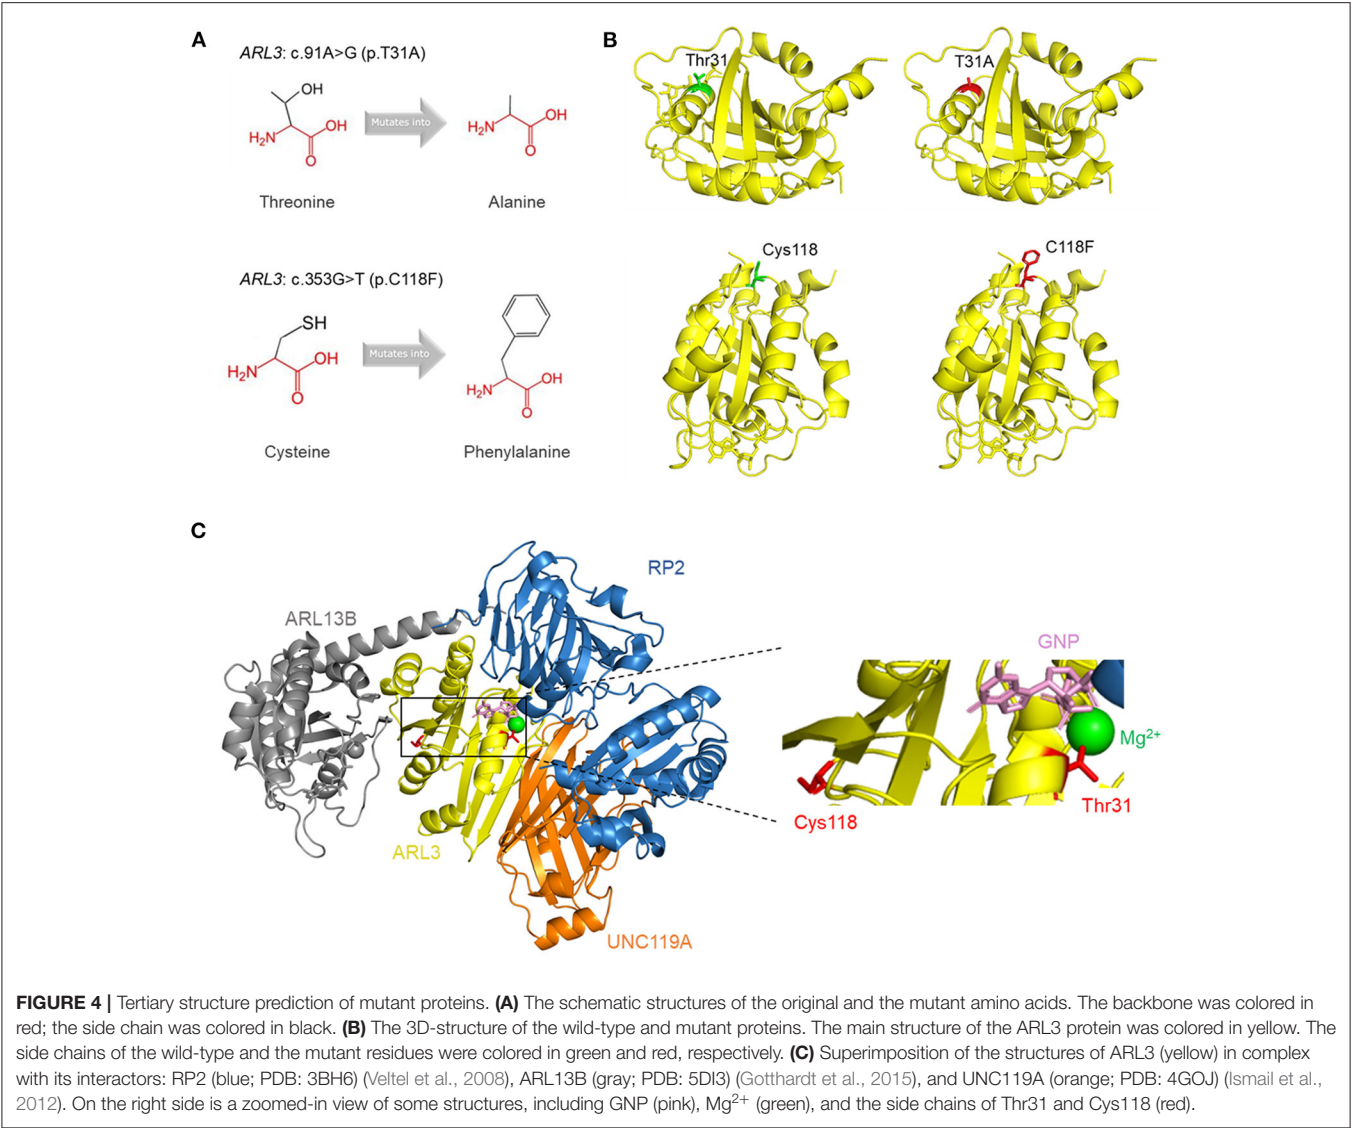 A
ARL3: c.91A>G (p.T31A)
OH
H₂N
OH
O
Mutates into
H₂N
OH
O
Threonine
Alanine
ARL3: c.353G>T (p.C118F)
SH
H₂N
OH
O
Mutates into
H₂N
OH
O
Cysteine
Phenylalanine
B
Thr31
T31A
Cys118
C118F
C
RP2
ARL13B
ARL3
UNC119A
GNP
Mg²⁺
Thr31
Cys118
FIGURE 4 | Tertiary structure prediction of mutant proteins. (A) The schematic structures of the original and the mutant amino acids. The backbone was colored in
red; the side chain was colored in black. (B) The 3D-structure of the wild-type and mutant proteins. The main structure of the ARL3 protein was colored in yellow. The
side chains of the wild-type and the mutant residues were colored in green and red, respectively. (C) Superimposition of the structures of ARL3 (yellow) in complex
with its interactors: RP2 (blue; PDB: 3BH6) (Veltel et al., 2008), ARL13B (gray; PDB: 5DI3) (Gotthardt et al., 2015), and UNC119A (orange; PDB: 4GOJ) (Ismail et al.,
2012). On the right side is a zoomed-in view of some structures, including GNP (pink), Mg²⁺ (green), and the side chains of Thr31 and Cys118 (red).